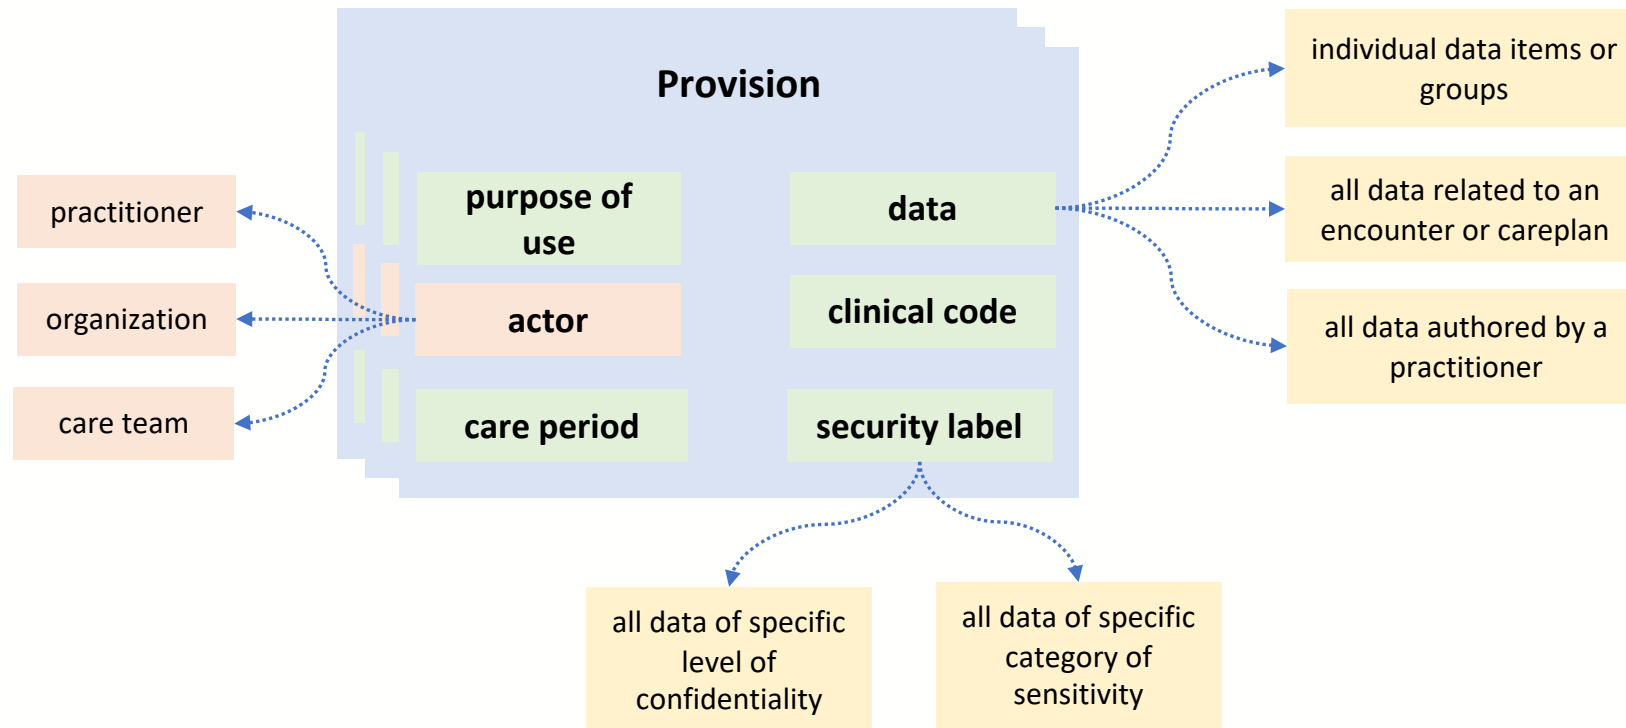 Provision
practitioner
organization
care team
purpose of
use
actor
care period
data
clinical code
security label
individual data items or
groups
all data related to an
encounter or careplan
all data authored by a
practitioner
all data of specific
level of
confidentiality
all data of specific
category of
sensitivity